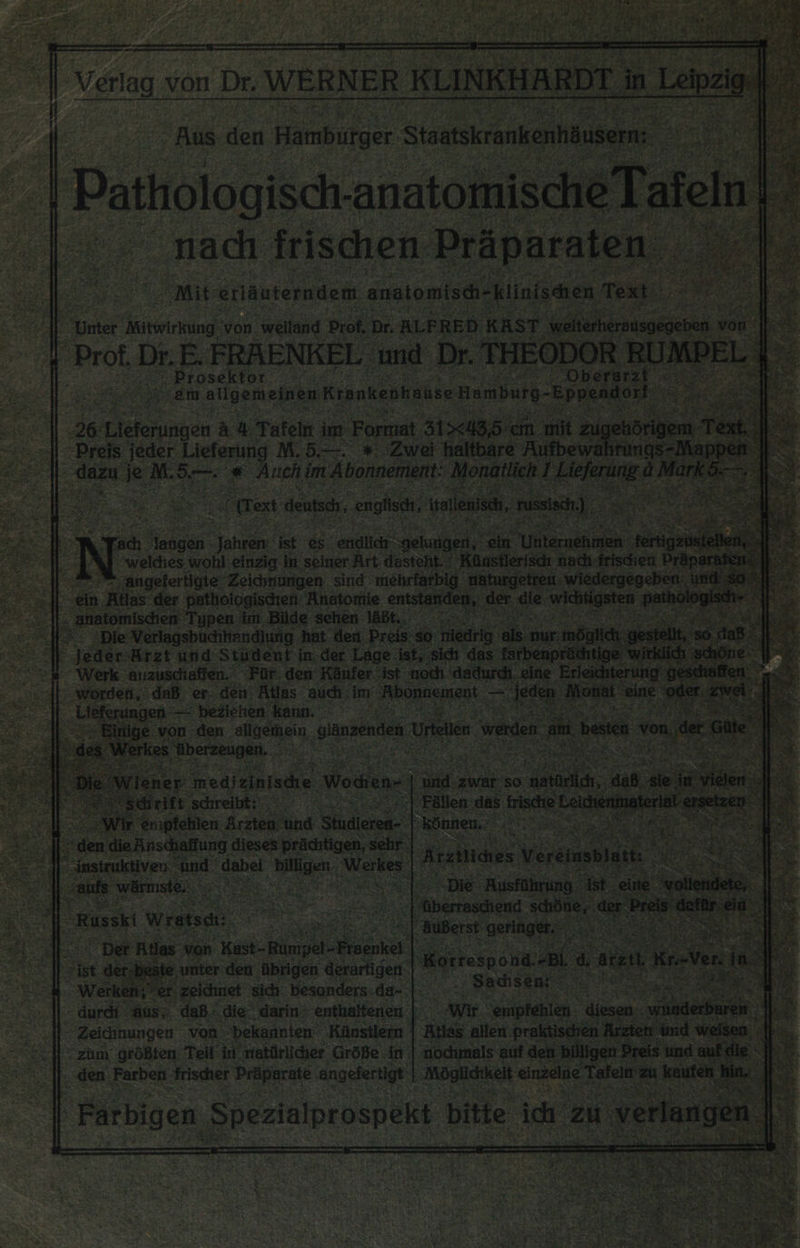 Verlag von Dr. WERNER KLINKHARDT in Leipzig
Aus den Hamburger Staatskrankenhäusern:
Pathologisch-anatomische Tafeln
nach frischen Präparaten
Mit erläuterndem anatomisch-klinischen Text
Unter Mitwirkung von weiland Prof. Dr. ALFRED KAST weiterherausgegeben von
Prof. Dr. E. FRAENKEL und Dr. THEODOR RUMPEL
Prosektor Oberarzt
am allgemeinen Krankenhause Hamburg-Eppendorf
26 Lieferungen à 4 Tafeln im Format 31×43,5 cm mit zugehörigem Text.
Preis jeder Lieferung M. 5.—. * Zwei haltbare Aufbewahrungs-Mappen
dazu je M. 5.—. * Auch im Abonnement: Monatlich 1 Lieferung à Mark 5.—.
(Text deutsch, englisch, italienisch, russisch.)
Nach langen Jahren ist es endlich gelungen, ein Unternehmen fertigzustellen,
welches wohl einzig in seiner Art dasteht. Künstlerisch nach frischen Präparaten
angefertigte Zeichnungen sind mehrfarbig naturgetreu wiedergegeben und so
ein Atlas der pathologischen Anatomie entstanden, der die wichtigsten pathologisch-
anatomischen Typen im Bilde sehen läßt.
Die Verlagsbuchhandlung hat den Preis so niedrig als nur möglich gestellt, so daß
jeder Arzt und Student in der Lage ist, sich das farbenprächtige wirklich schöne
Werk anzuschaffen. Für den Käufer ist noch dadurch eine Erleichterung geschaffen
worden, daß er den Atlas auch im Abonnement — jeden Monat eine oder zwei
Lieferungen — beziehen kann.
Einige von den allgemein glänzenden Urteilen werden am besten von der Güte
des Werkes überzeugen.
Die Wiener medizinische Wochen-
schrift schreibt:
Wir empfehlen Ärzten und Studieren-
den die Anschaffung dieses prächtigen, sehr
instruktiven und dabei billigen Werkes
aufs wärmste.
Russki Wratsch:
Der Atlas von Kast-Rumpel-Fraenkel
ist der beste unter den übrigen derartigen
Werken; er zeichnet sich besonders da-
durch aus, daß die darin enthaltenen
Zeichnungen von bekannten Künstlern
zum größten Teil in natürlicher Größe in
den Farben frischer Präparate angefertigt
und zwar so natürlich, daß sie in vielen
Fällen das frische Leichenmaterial ersetzen
können.
Ärztliches Vereinsblatt:
Die Ausführung ist eine vollendete,
überraschend schöne, der Preis dafür ein
äußerst geringer.
Korrespond.-Bl. d. ärztl. Kr.-Ver. in
Sachsen:
Wir empfehlen diesen wunderbaren
Atlas allen praktischen Ärzten und weisen
nochmals auf den billigen Preis und auf die
Möglichkeit einzelne Tafeln zu kaufen hin.
Farbigen Spezialprospekt bitte ich zu verlangen